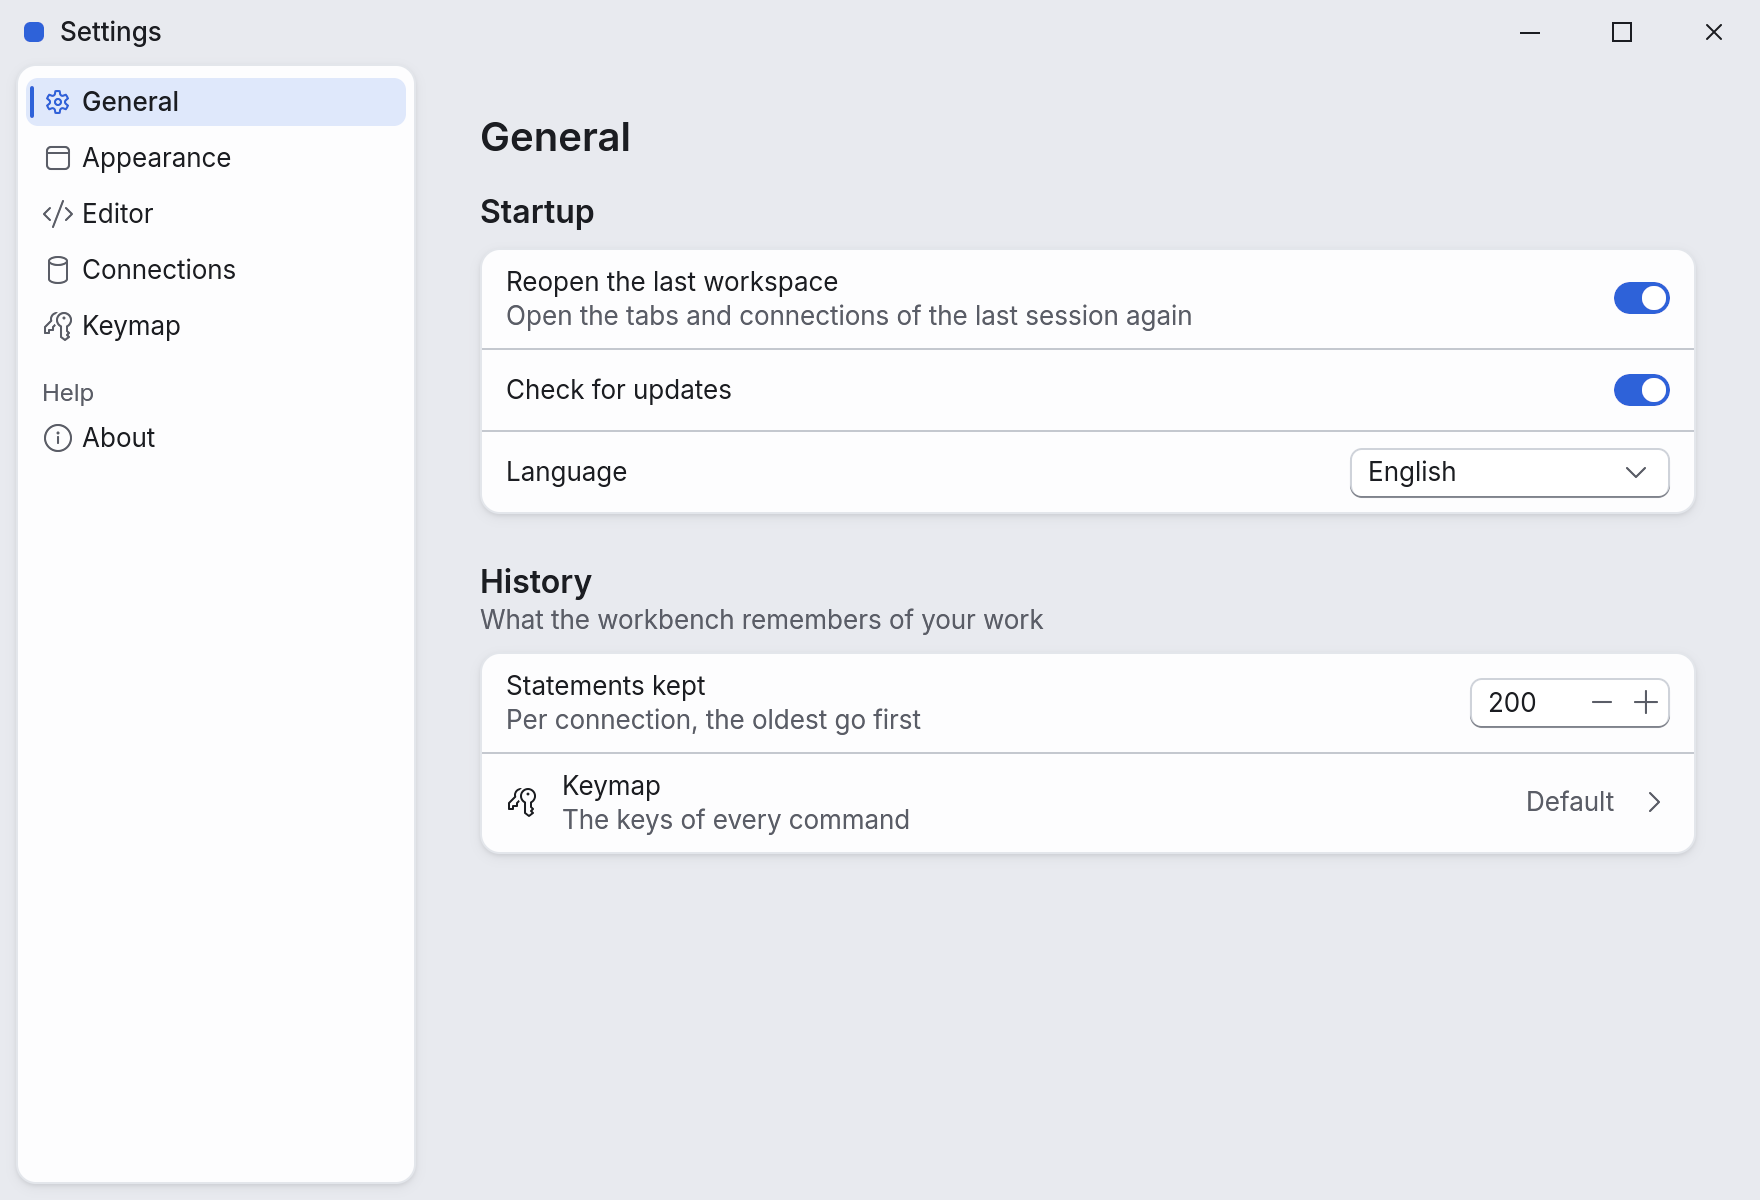 Settings
General
Appearance
Editor
Connections
Keymap
Help
About
General
Startup
Reopen the last workspace
Open the tabs and connections of the last session again
Check for updates
Language
English
History
What the workbench remembers of your work
Statements kept
Per connection, the oldest go first
200
Keymap
The keys of every command
Default